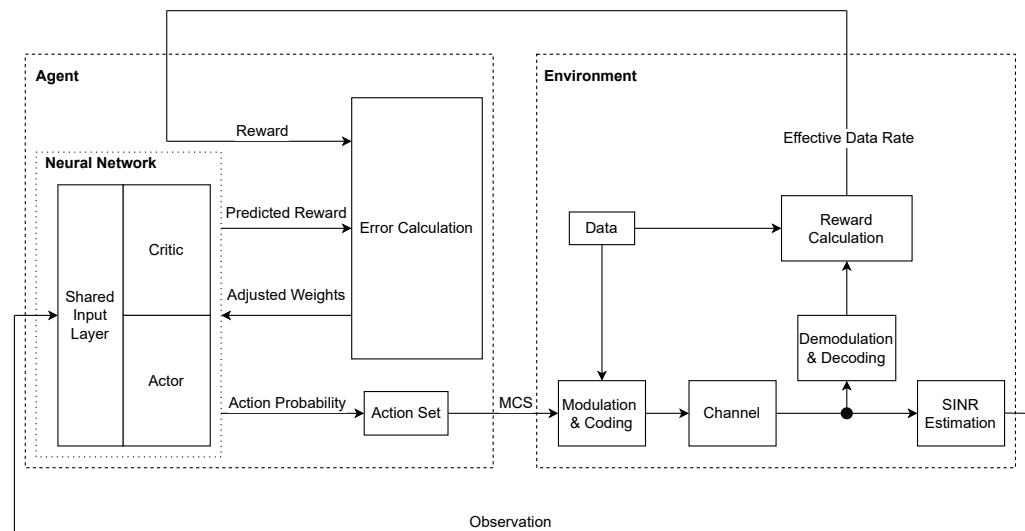 Agent
Environment
Reward
Effective Data Rate
Neural Network
Predicted Reward
Error Calculation
Data
Reward
Calculation
Critic
Shared
Input
Layer
Adjusted Weights
Demodulation
& Decoding
Actor
Action Probability
Action Set
MCS
Modulation
& Coding
Channel
SINR
Estimation
Observation